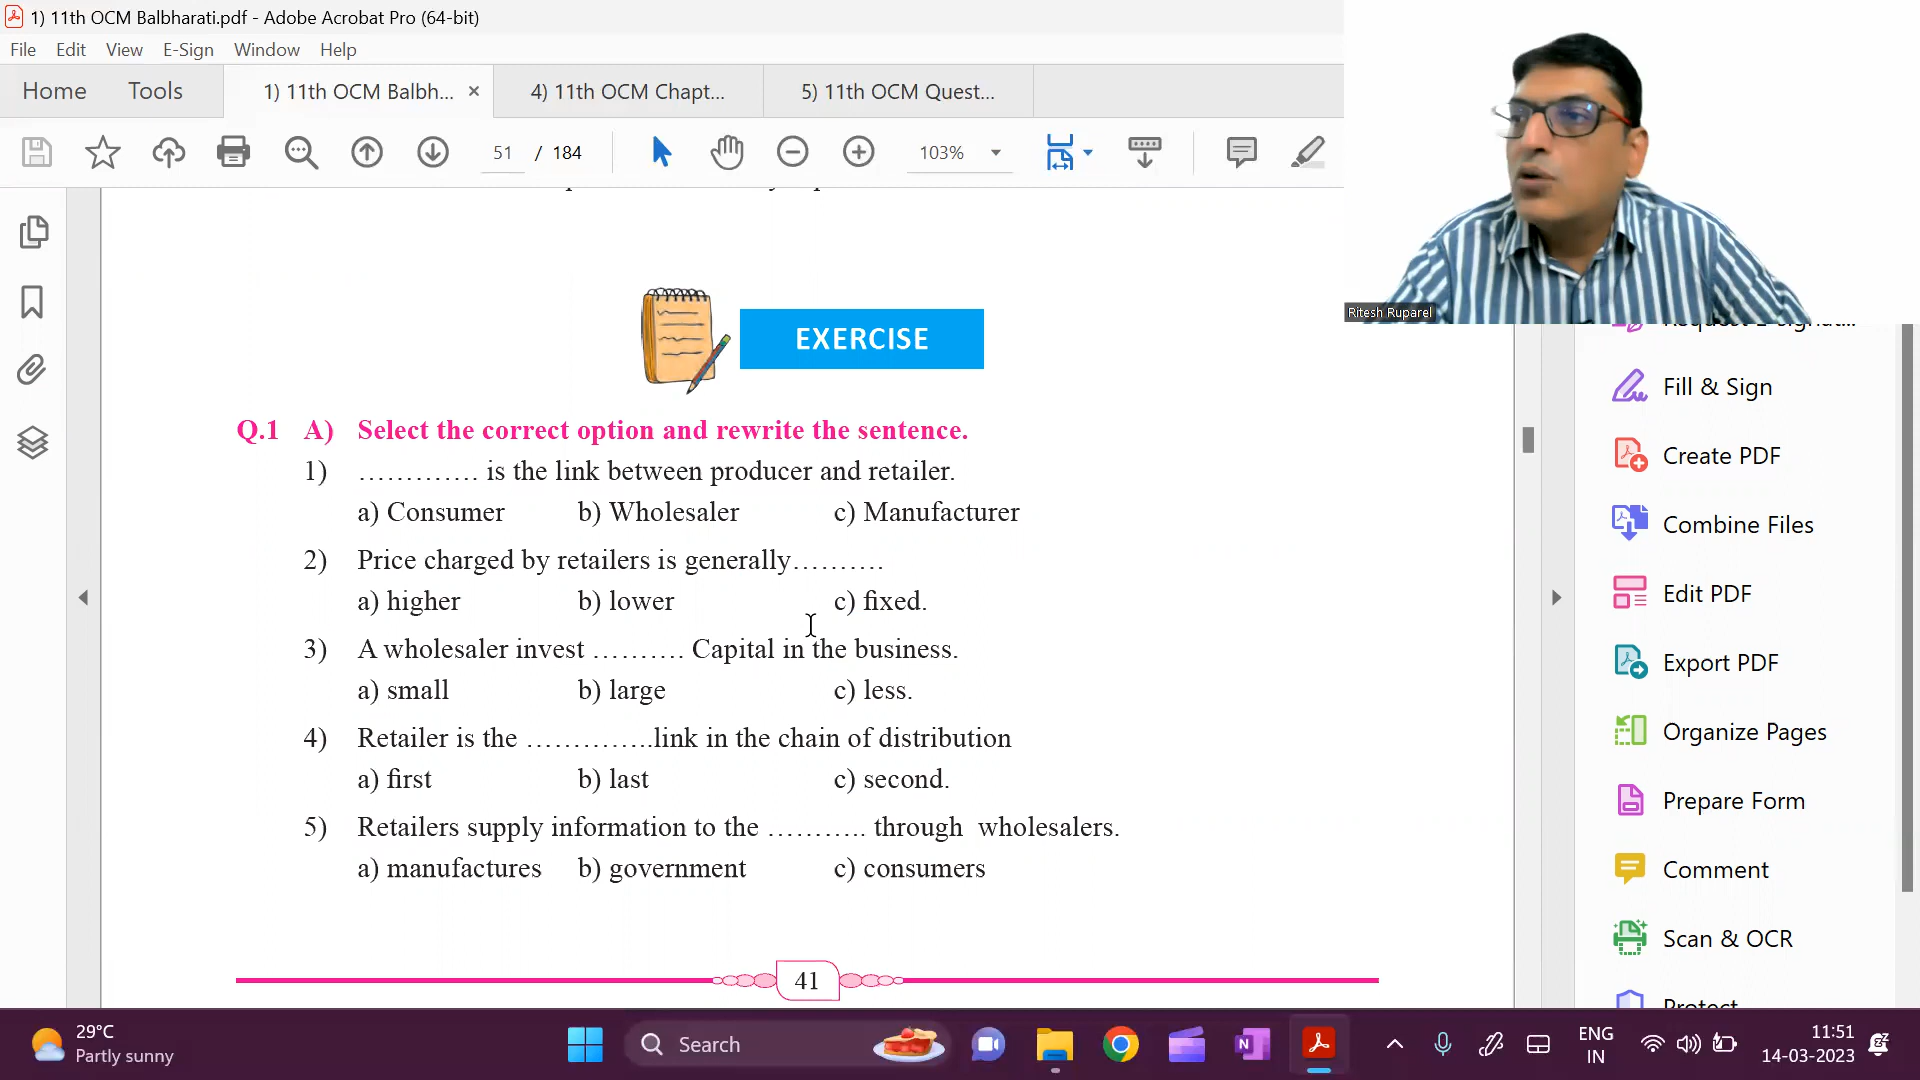 1) 11th OCM Balbharati.pdf - Adobe Acrobat Pro (64-bit)
File Edit View E-Sign Window Help
Home Tools 1) 11th OCM Balbh... × 4) 11th OCM Chapt... 5) 11th OCM Quest...
51 / 184 103%
Ritesh Ruparel
EXERCISE
Q.1 A) Select the correct option and rewrite the sentence.
1) ............. is the link between producer and retailer.
a) Consumer b) Wholesaler c) Manufacturer
2) Price charged by retailers is generally..........
a) higher b) lower c) fixed.
3) A wholesaler invest .......... Capital in the business.
a) small b) large c) less.
4) Retailer is the ..............link in the chain of distribution
a) first b) last c) second.
5) Retailers supply information to the ........... through wholesalers.
a) manufactures b) government c) consumers
41
Fill & Sign
Create PDF
Combine Files
Edit PDF
Export PDF
Organize Pages
Prepare Form
Comment
Scan & OCR
Protect
29°C
Partly sunny
Search
ENG
IN
11:51
14-03-2023